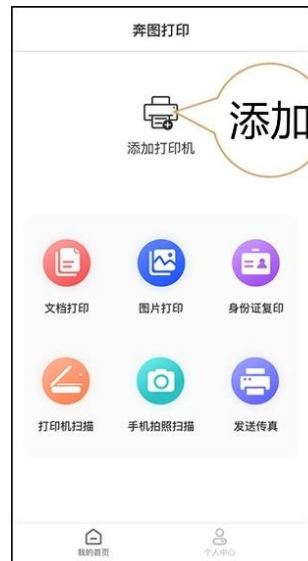 奔图打印
添加
添加打印机
文档打印
图片打印
身份证复印
打印机扫描
手机拍照扫描
发送传真
我的首页
个人中心